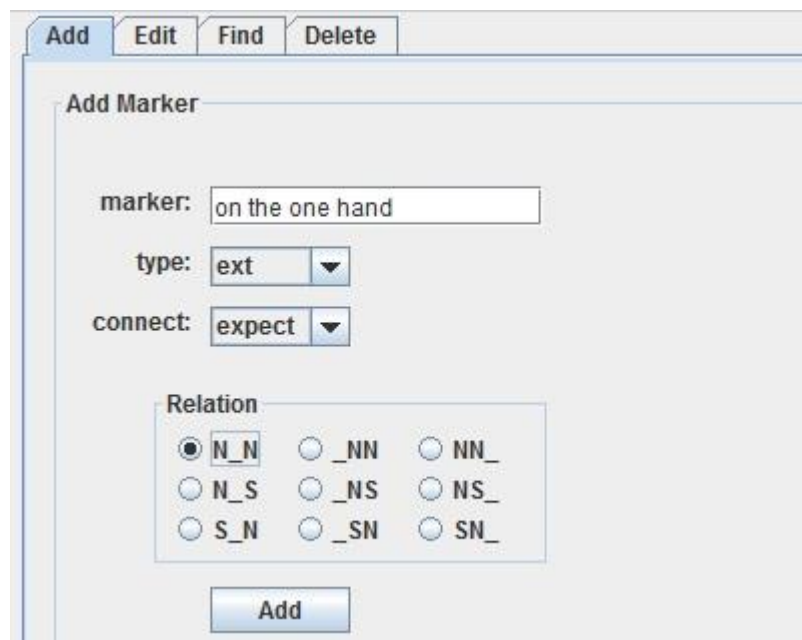 Add Edit Find Delete
Add Marker
marker: on the one hand
type: ext
connect: expect
Relation
N_N _NN NN_
N_S _NS NS_
S_N _SN SN_
Add